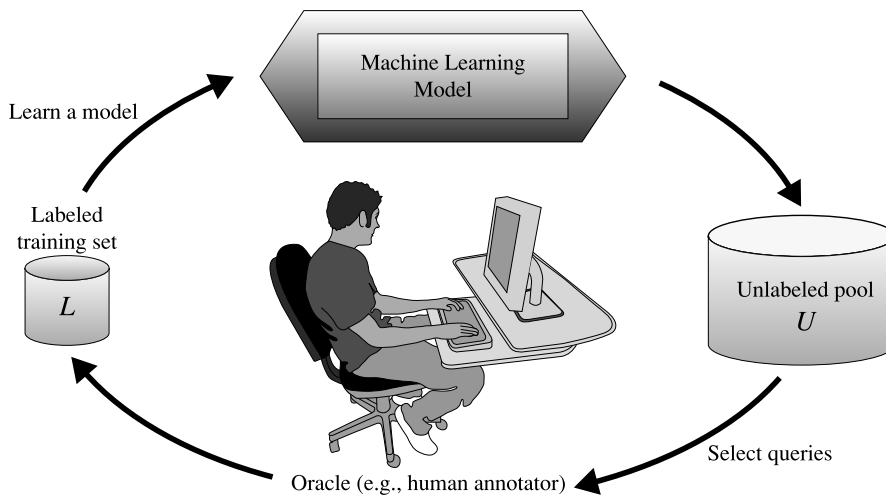 Machine Learning
Model
Learn a model
Labeled
training set
L
Unlabeled pool
U
Select queries
Oracle (e.g., human annotator)